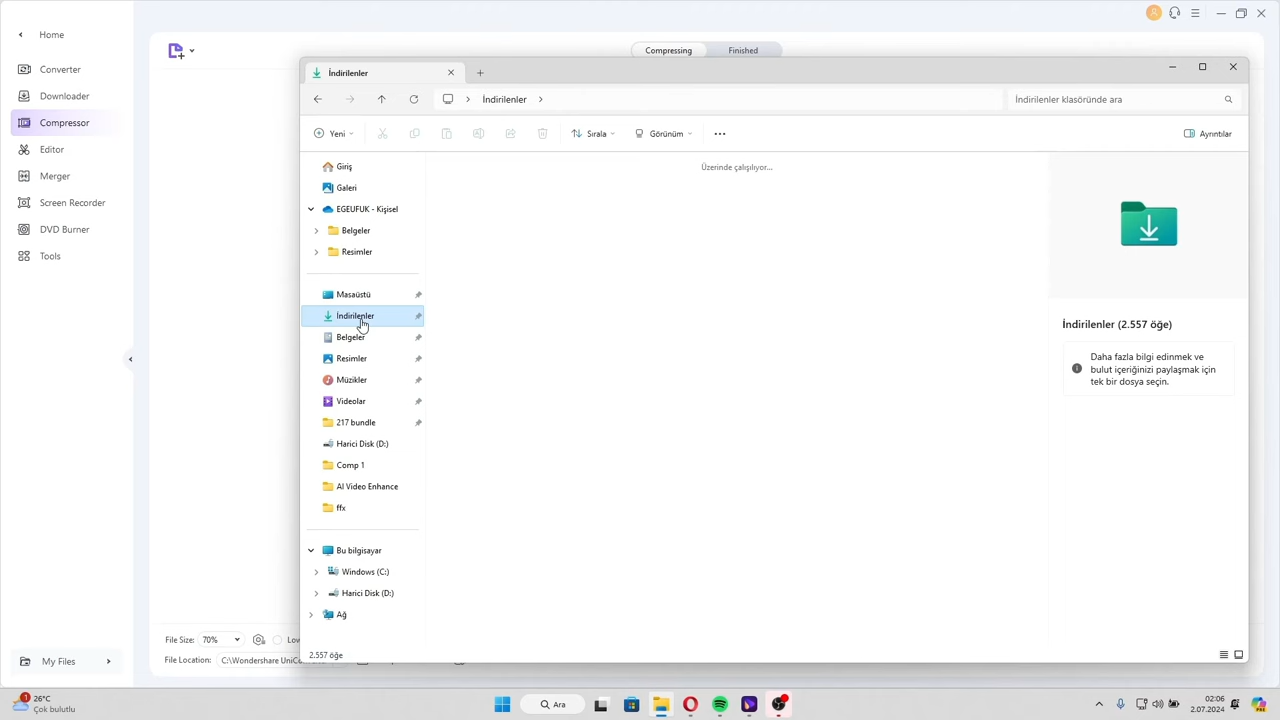 Home
Converter
Downloader
Compressor
Editor
Merger
Screen Recorder
DVD Burner
Tools
My Files
Compressing
Finished
File Size: 70%
File Location:
İndirilenler
İndirilenler
İndirilenler klasöründe ara
Yeni
Sırala
Görünüm
Ayrıntılar
Giriş
Galeri
EGEUFUK - Kişisel
Belgeler
Resimler
Masaüstü
İndirilenler
Belgeler
Resimler
Müzikler
Videolar
217 bundle
Harici Disk (D:)
Comp 1
AI Video Enhance
ffx
Bu bilgisayar
Windows (C:)
Harici Disk (D:)
Ağ
2.557 öğe
Üzerinde çalışılıyor...
İndirilenler (2.557 öğe)
Daha fazla bilgi edinmek ve
bulut içeriğinizi paylaşmak için
tek bir dosya seçin.
1
26°C
Çok bulutlu
Ara
02:06
2.07.2024